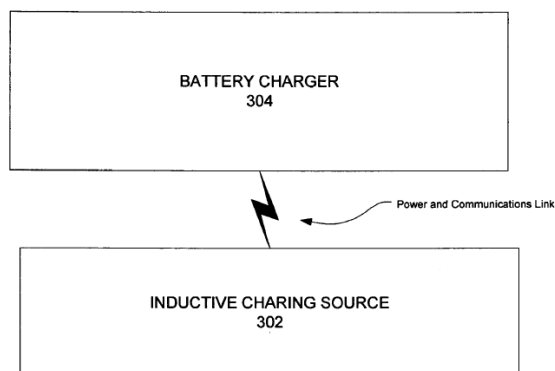 BATTERY CHARGER
304
Power and Communications Link
INDUCTIVE CHARING SOURCE
302